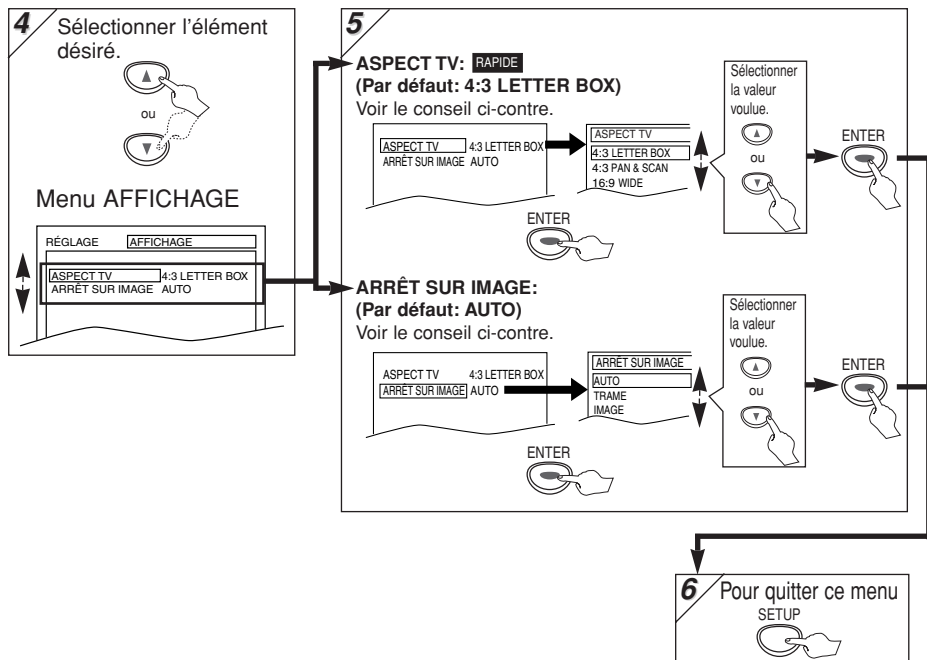 4
Sélectionner l'élément
désiré.
ou
Menu AFFICHAGE
RÉGLAGE AFFICHAGE
ASPECT TV 4:3 LETTER BOX
ARRÊT SUR IMAGE AUTO
5
ASPECT TV: RAPIDE
(Par défaut: 4:3 LETTER BOX)
Voir le conseil ci-contre.
ASPECT TV 4:3 LETTER BOX
ARRÊT SUR IMAGE AUTO
ENTER
ASPECT TV
4:3 LETTER BOX
4:3 PAN & SCAN
16:9 WIDE
Sélectionner
la valeur
voulue.
ou
ENTER
ARRÊT SUR IMAGE:
(Par défaut: AUTO)
Voir le conseil ci-contre.
ASPECT TV 4:3 LETTER BOX
ARRÊT SUR IMAGE AUTO
ENTER
ARRÊT SUR IMAGE
AUTO
TRAME
IMAGE
Sélectionner
la valeur
voulue.
ou
ENTER
6
Pour quitter ce menu
SETUP